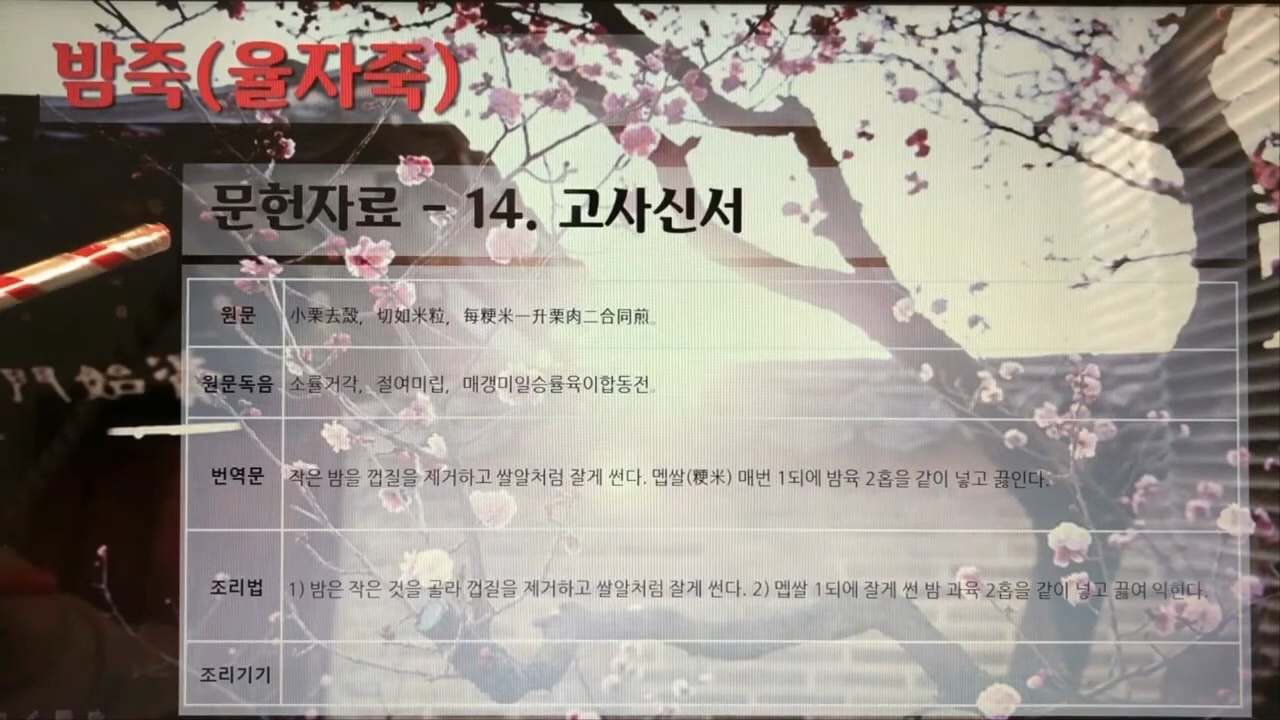 밤죽(율자죽)
문헌자료 - 14. 고사신서
원문 小栗去殼, 切如米粒, 每粳米一升栗肉二合同煎。
원문독음 소률거각, 절여미립, 매갱미일승률육이합동전。
번역문 작은 밤을 껍질을 제거하고 쌀알처럼 잘게 썬다. 멥쌀(粳米) 매번 1되에 밤육 2홉을 같이 넣고 끓인다.
조리법 1) 밤은 작은 것을 굴라 껍질을 제거하고 쌀알처럼 잘게 썬다. 2) 멥쌀 1되에 잘게 썬 밤 과육 2홉을 같이 넣고 끓여 익힌다.
조리기기